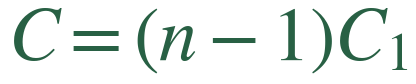 C = (n − 1)C₁